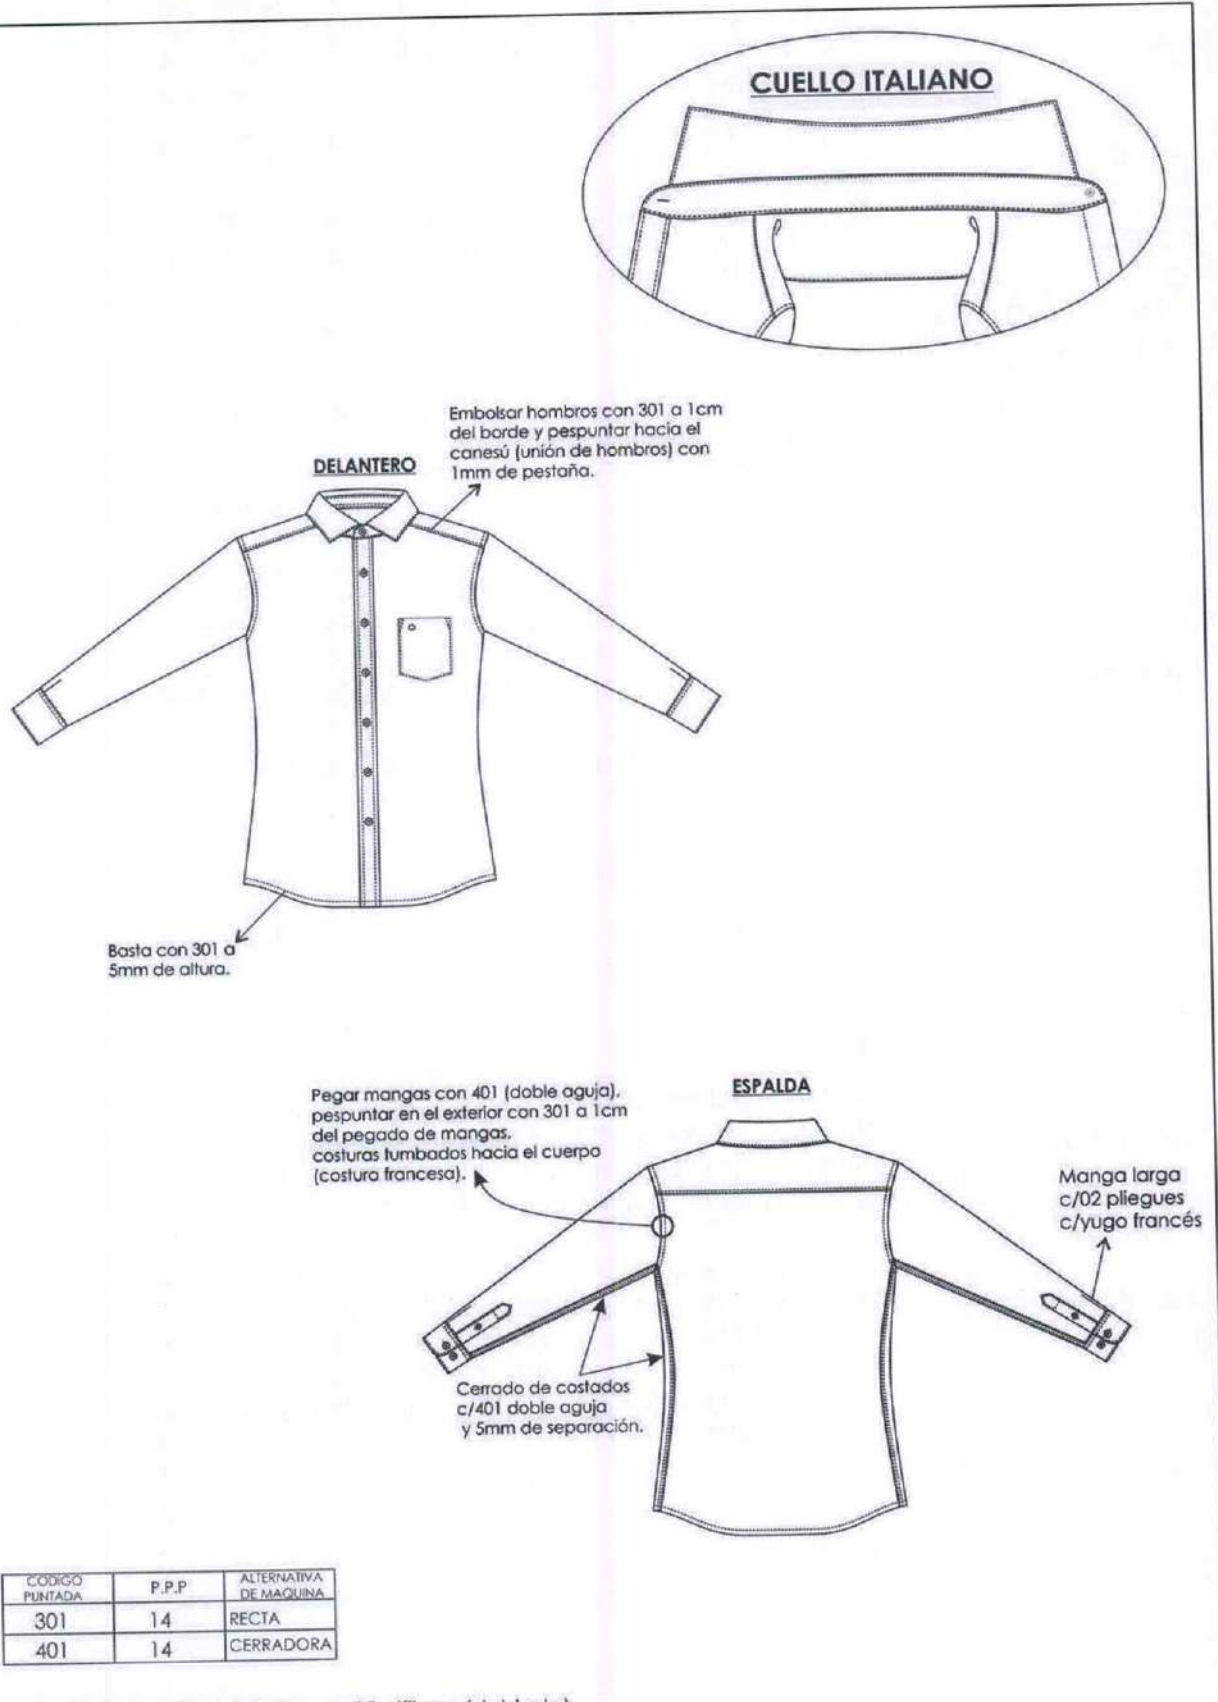 CUELLO ITALIANO
Embolsar hombros con 301 a 1cm
del borde y pespuntar hacia el
canesú (unión de hombros) con
1mm de pestaña.
DELANTERO
Basta con 301 a
5mm de altura.
Pegar mangas con 401 (doble aguja),
pespuntar en el exterior con 301 a 1cm
del pegado de mangas.
costuras tumbados hacia el cuerpo
(costura francesa).
ESPALDA
Manga larga
c/02 pliegues
c/yugo francés
Cerrado de costados
c/401 doble aguja
y 5mm de separación.
CODIGO PUNTADA P.P.P ALTERNATIVA DE MAQUINA
301 14 RECTA
401 14 CERRADORA